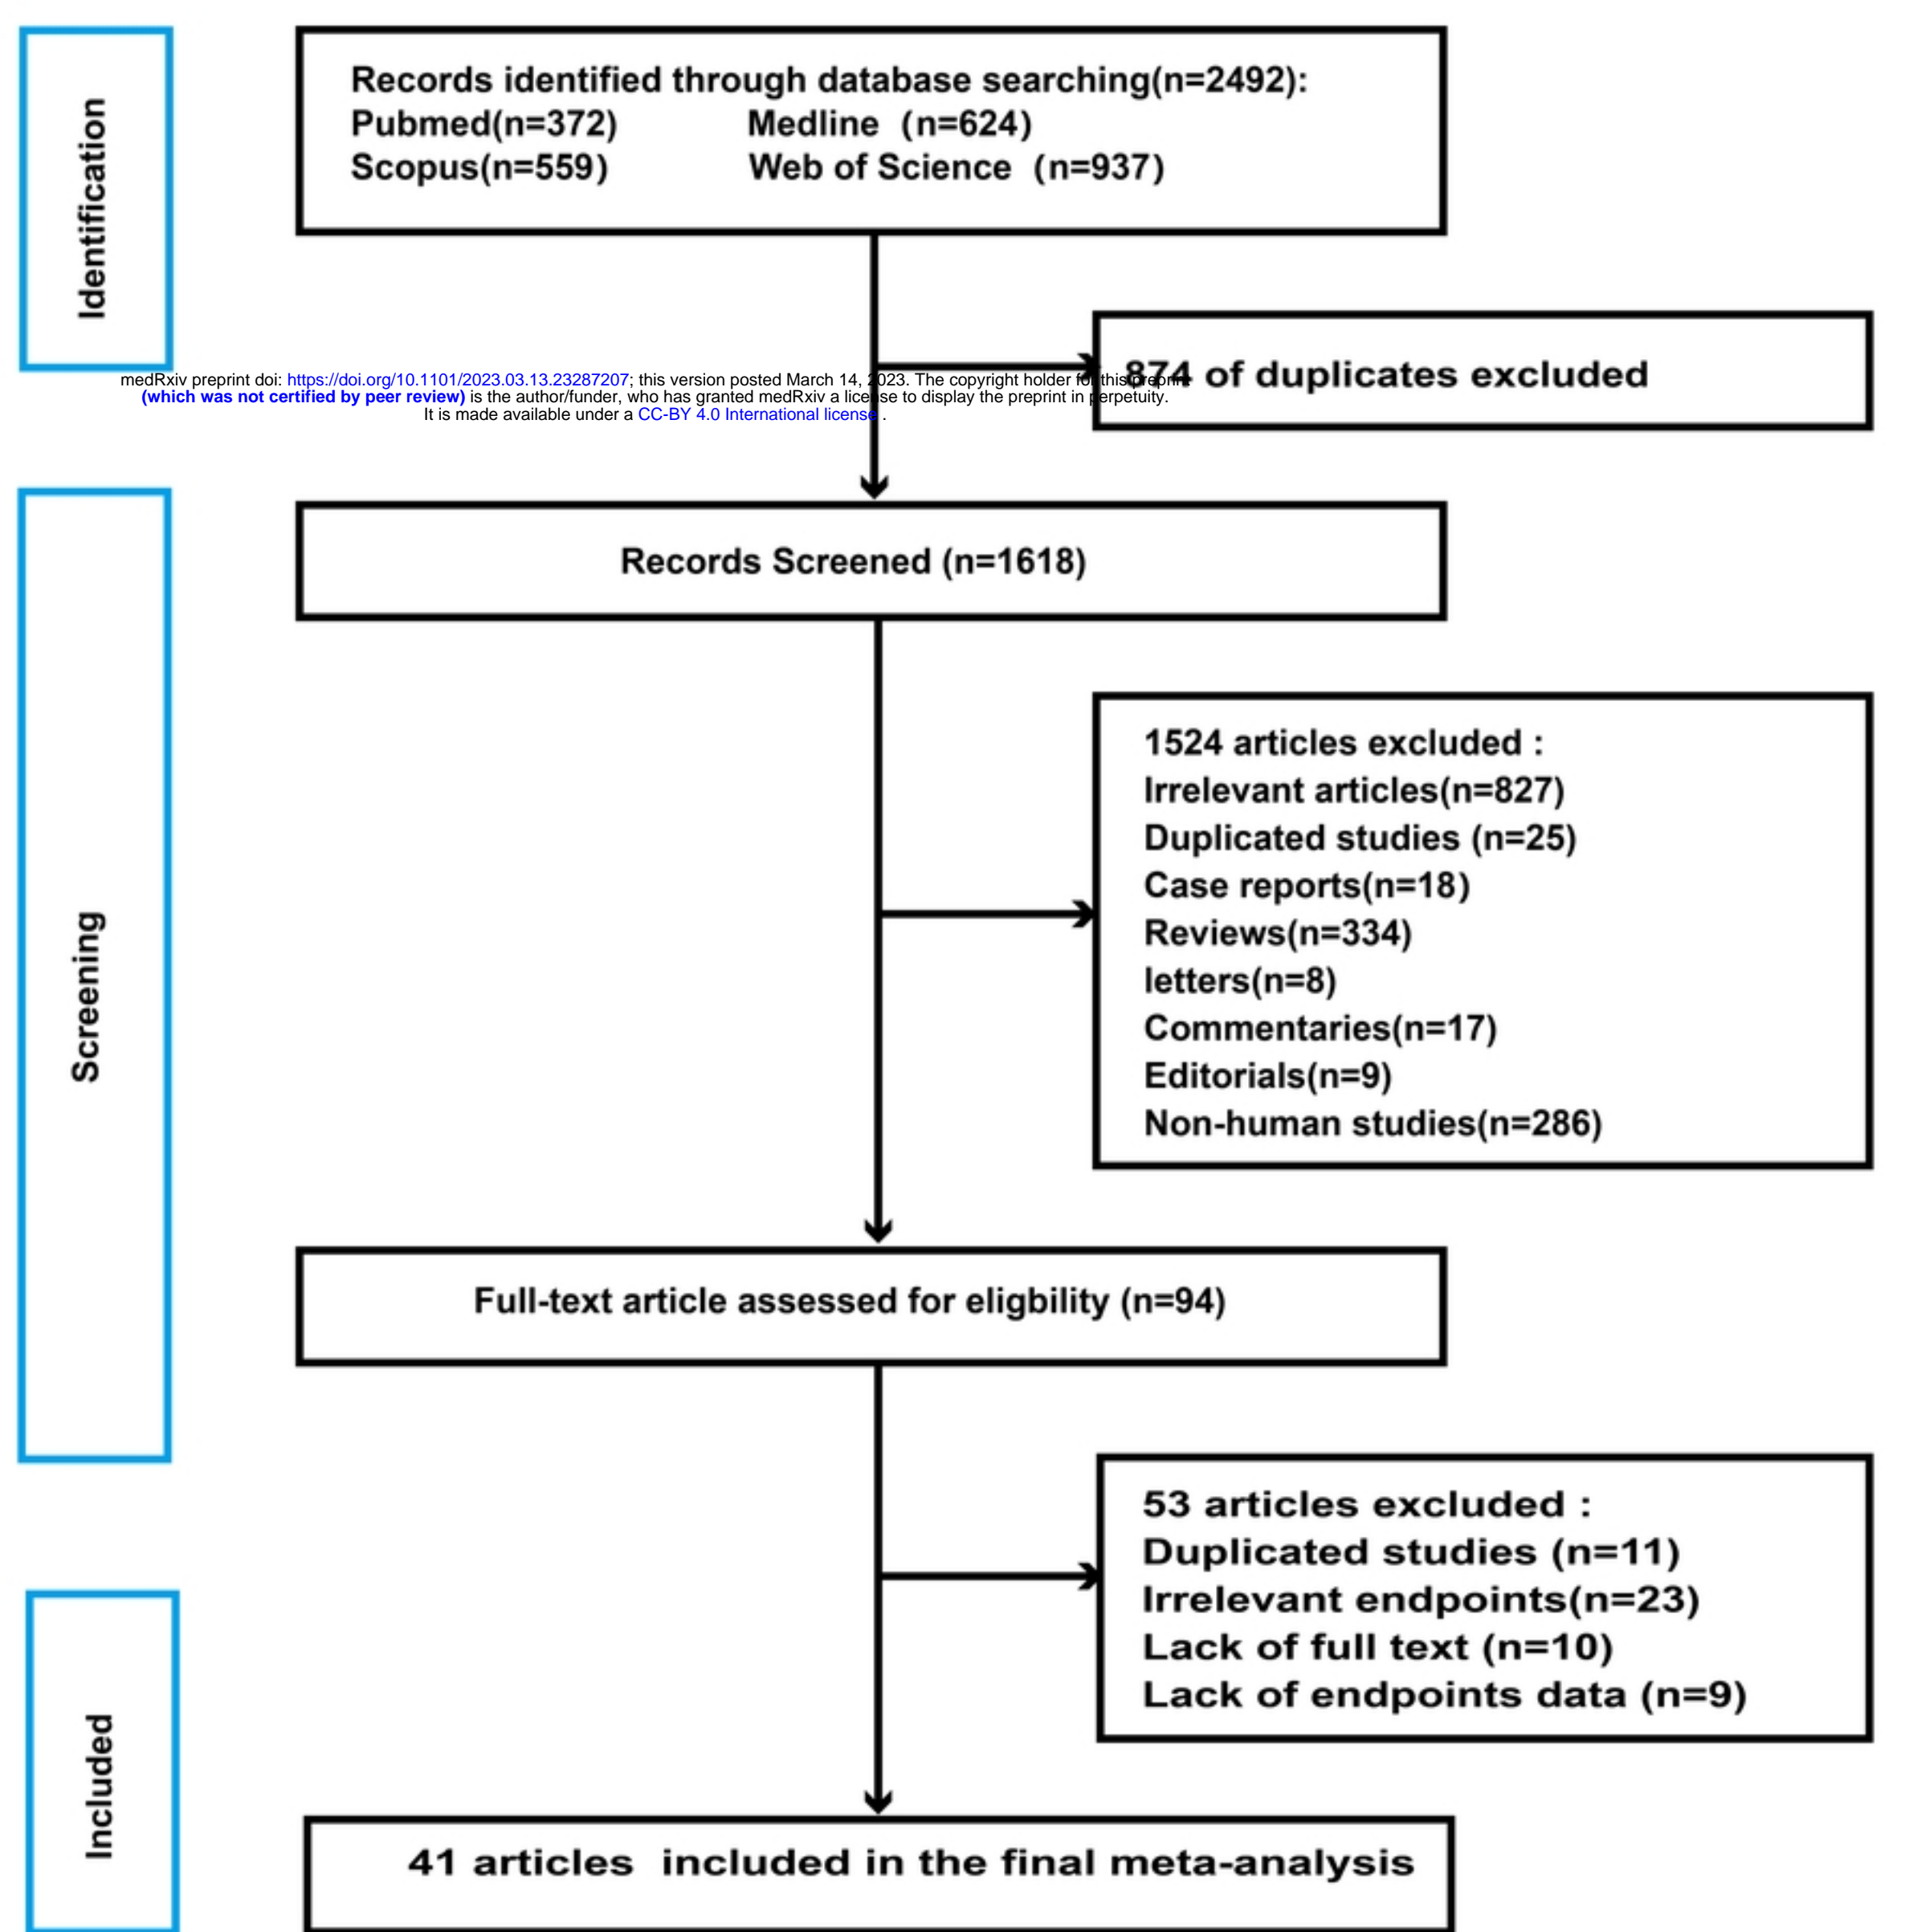 Identification
Records identified through database searching(n=2492):
Pubmed(n=372) Medline (n=624)
Scopus(n=559) Web of Science (n=937)
874 of duplicates excluded
medRxiv preprint doi: https://doi.org/10.1101/2023.03.13.23287207; this version posted March 14, 2023. The copyright holder for this preprint
(which was not certified by peer review) is the author/funder, who has granted medRxiv a license to display the preprint in perpetuity.
It is made available under a CC-BY 4.0 International license .
Screening
Records Screened (n=1618)
1524 articles excluded :
Irrelevant articles(n=827)
Duplicated studies (n=25)
Case reports(n=18)
Reviews(n=334)
letters(n=8)
Commentaries(n=17)
Editorials(n=9)
Non-human studies(n=286)
Full-text article assessed for eligbility (n=94)
53 articles excluded :
Duplicated studies (n=11)
Irrelevant endpoints(n=23)
Lack of full text (n=10)
Lack of endpoints data (n=9)
Included
41 articles included in the final meta-analysis